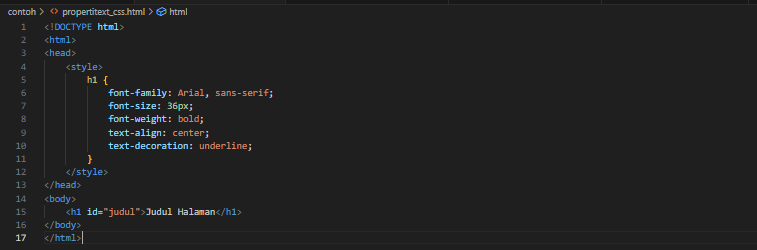 contoh > <> propertitext_css.html > html
1 <!DOCTYPE html>
2 <html>
3 <head>
4     <style>
5         h1 {
6             font-family: Arial, sans-serif;
7             font-size: 36px;
8             font-weight: bold;
9             text-align: center;
10             text-decoration: underline;
11         }
12     </style>
13 </head>
14 <body>
15     <h1 id="judul">Judul Halaman</h1>
16 </body>
17 </html>